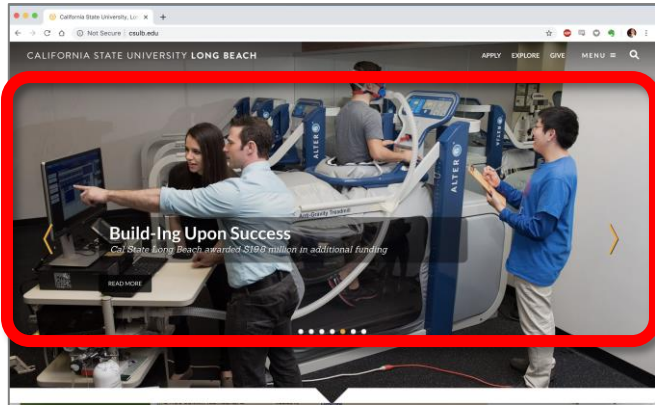 California State University, Lon
Not Secure csulb.edu
CALIFORNIA STATE UNIVERSITY LONG BEACH
APPLY EXPLORE GIVE MENU
ALTER
ALTER
Anti-Gravity Treadmill
Build-Ing Upon Success
Cal State Long Beach awarded $19.8 million in additional funding
READ MORE